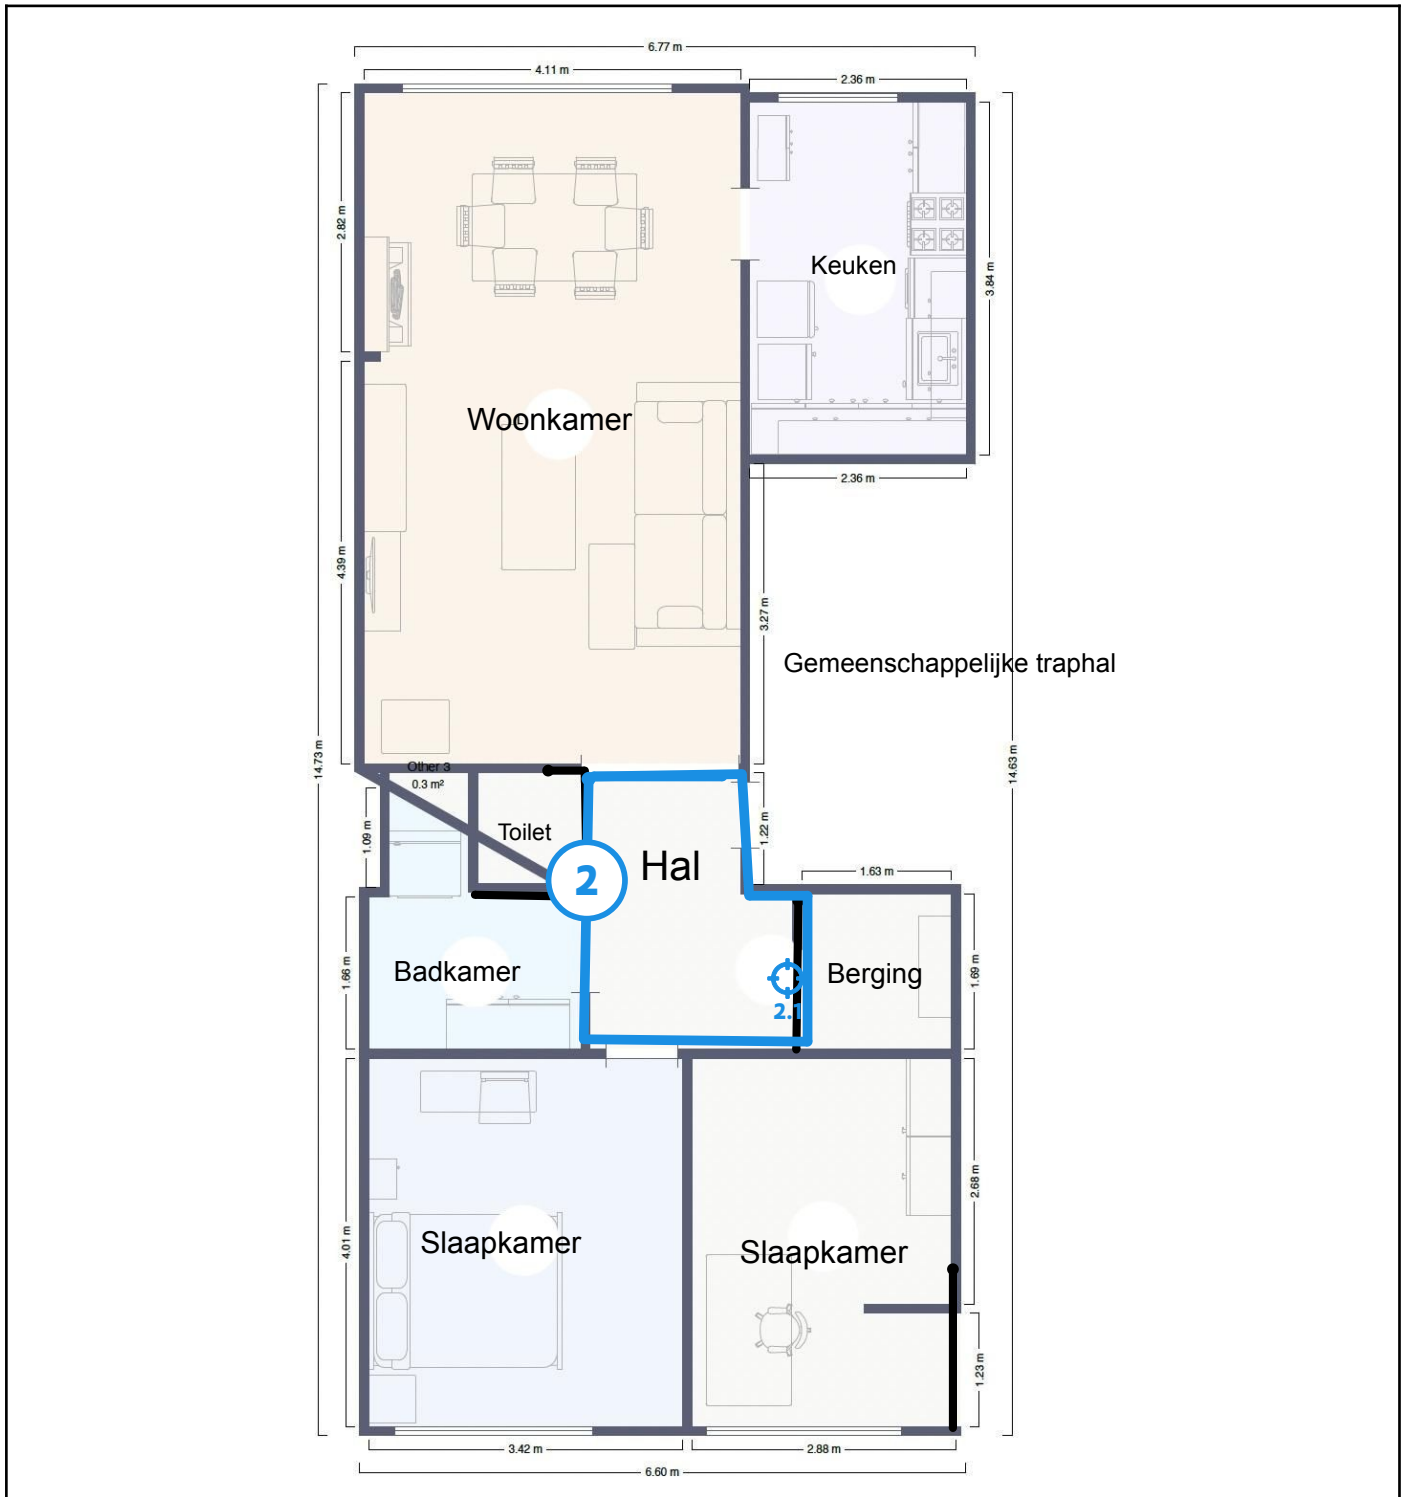 6.77 m
4.11 m
2.36 m
2.82 m
Keuken
3.84 m
Woonkamer
2.36 m
4.39 m
3.27 m
Gemeenschappelijke traphal
14.73 m
14.63 m
Other 3
0.3 m²
1.09 m
Toilet
1.22 m
Hal
2
1.63 m
1.66 m
Badkamer
Berging
1.69 m
2.1
4.01 m
Slaapkamer
Slaapkamer
2.68 m
1.23 m
3.42 m
2.88 m
6.60 m